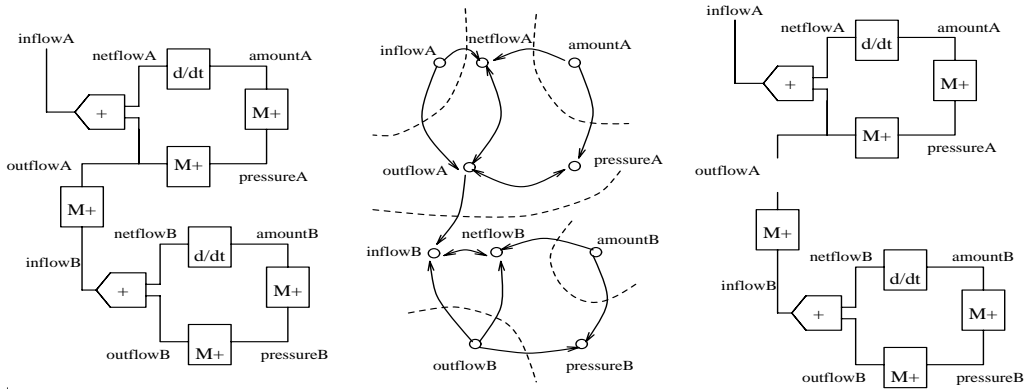 inflowA
netflowA
d/dt
amountA
+
M+
outflowA
M+
pressureA
M+
netflowB
d/dt
amountB
inflowB
+
M+
outflowB
M+
pressureB
inflowA
netflowA
amountA
outflowA
pressureA
inflowB
netflowB
amountB
outflowB
pressureB
inflowA
netflowA
d/dt
amountA
+
M+
M+
pressureA
outflowA
M+
netflowB
d/dt
amountB
inflowB
+
M+
outflowB
M+
pressureB